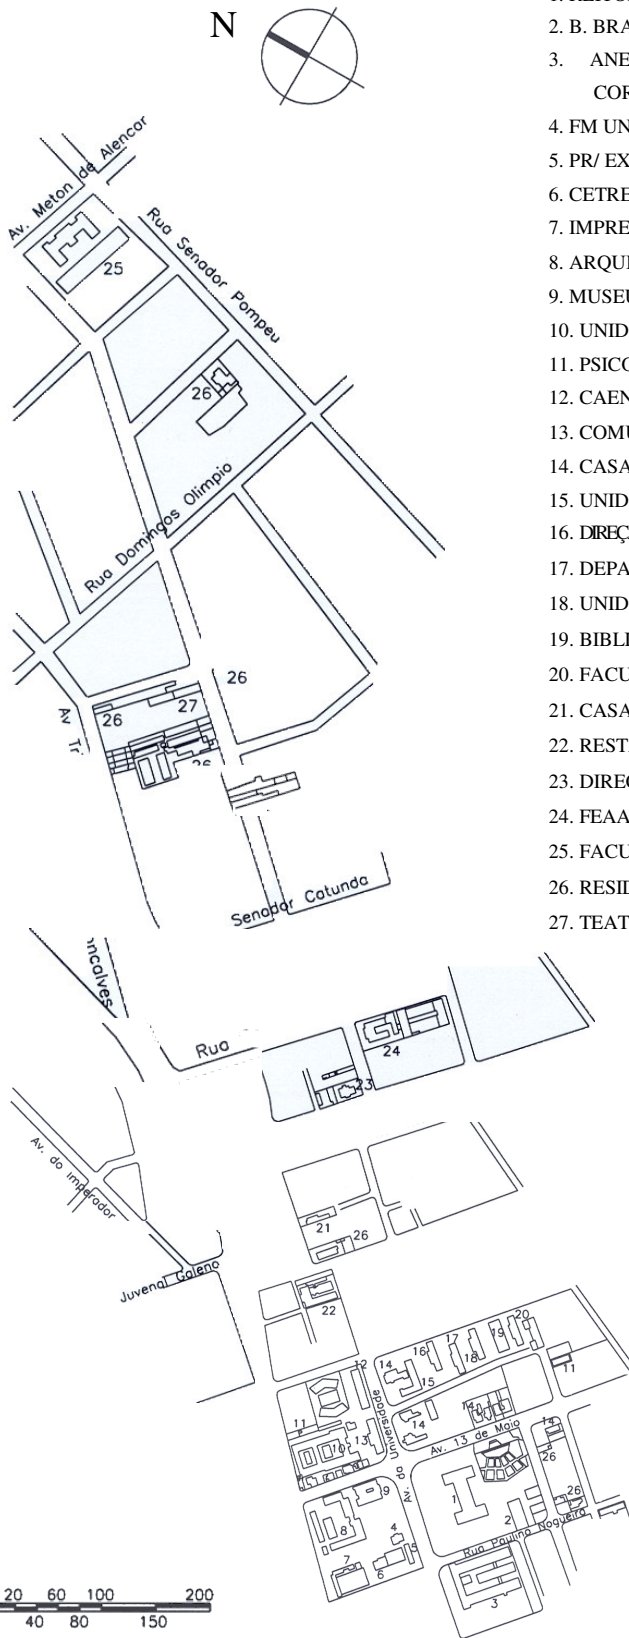 N
2. B. BRA
3. ANE
COR
4. FM UN
5. PR/ EX
6. CETRE
7. IMPRE
8. ARQUI
9. MUSEU
10. UNID
11. PSICO
12. CAEN
13. COMU
14. CASA
15. UNID
16. DIREÇ
17. DEPA
18. UNID
19. BIBLI
20. FACU
21. CASA
22. REST
23. DIREÇ
24. FEAA
25. FACU
26. RESID
27. TEAT
Av. Meton de Alencar
Rua Senador Pompeu
25
26
Rua Domingos Olimpio
26
Av Tr.
26
27
26
Senador Catunda
oncalves
Rua
24
23
Av. do Imperador
21
26
Juvenal Galeno
22
20
19
17
16
18
12
14
15
11
Av. da Universidade
14
14
11
13
10
Av. 13 de Maio
14
26
9
1
26
8
4
2
5
Rua Paulino Nogueira
7
6
3
20 60 100 200
40 80 150